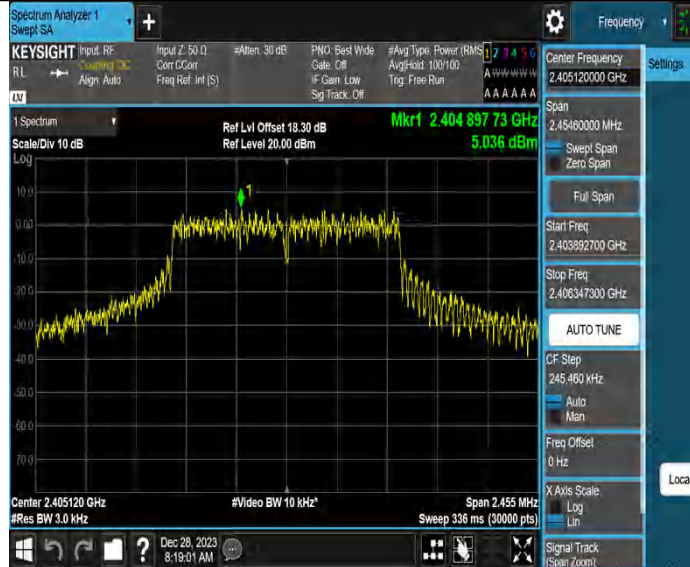 Spectrum Analyzer 1
Swept SA
+
Frequency
KEYSIGHT
RL
LXI
Input: RF
Coupling: DC
Align: Auto
Input Z: 50 Ω
Corr CCorr
Freq Ref: Int (S)
#Atten: 30 dB
PNO: Best Wide
Gate: Off
IF Gain: Low
Sig Track: Off
#Avg Type: Power (RMS
Avg|Hold: 100/100
Trig: Free Run
1 2 3 4 5 6
A W W W W W
A A A A A A
1 Spectrum
Scale/Div 10 dB
Log
Ref Lvl Offset 18.30 dB
Ref Level 20.00 dBm
Mkr1 2.404 897 73 GHz
5.036 dBm
1
10.0
0.00
-10.0
-20.0
-30.0
-40.0
-50.0
-60.0
-70.0
Center 2.405120 GHz
#Res BW 3.0 kHz
#Video BW 10 kHz*
Span 2.455 MHz
Sweep 336 ms (30000 pts)
?
Dec 28, 2023
8:19:01 AM
Center Frequency
2.405120000 GHz
Settings
Span
2.45460000 MHz
Swept Span
Zero Span
Full Span
Start Freq
2.403892700 GHz
Stop Freq
2.406347300 GHz
AUTO TUNE
CF Step
245.460 kHz
Auto
Man
Freq Offset
0 Hz
X Axis Scale
Log
Lin
Loca
Signal Track
(Span Zoom)